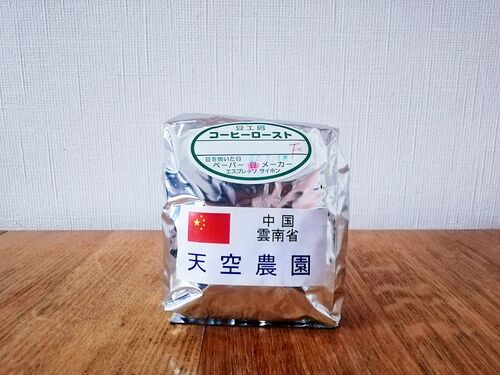 豆工房
コーヒーロースト
Fc
豆を焼いた日
ペーパー 豆 メーカー
エスプレッソ サイホン
中国
雲南省
天空農園